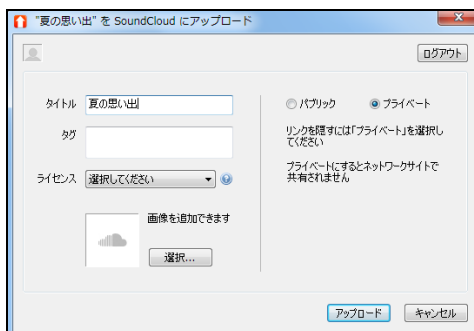 "夏の思い出" を SoundCloud にアップロード
ログアウト
タイトル 夏の思い出
タグ
ライセンス 選択してください
画像を追加できます
選択...
パブリック プライベート
リンクを隠すには「プライベート」を選択し
てください
プライベートにするとネットワークサイトで
共有されません
アップロード キャンセル